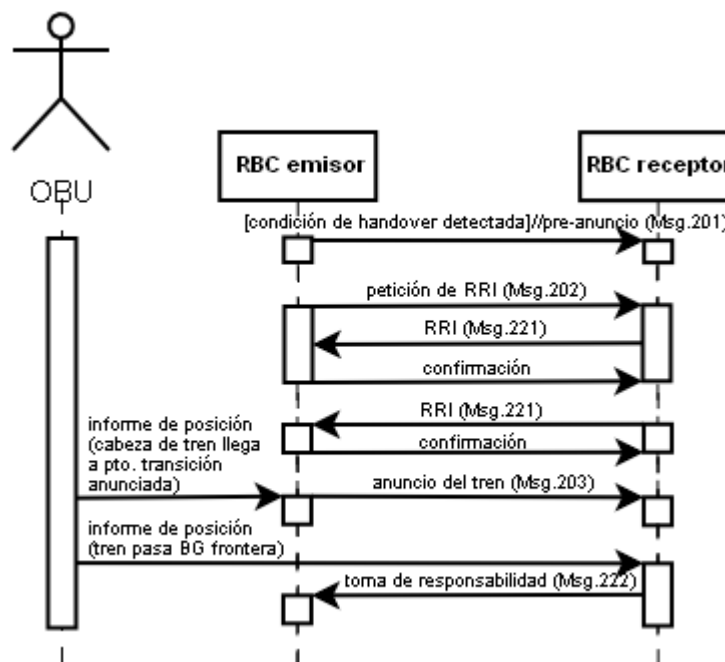 OBU
RBC emisor
RBC receptor
[condición de handover detectada]//pre-anuncio (Msg.201)
petición de RRI (Msg.202)
RRI (Msg.221)
confirmación
RRI (Msg.221)
confirmación
informe de posición
(cabeza de tren llega
a pto. transición
anunciada)
anuncio del tren (Msg.203)
informe de posición
(tren pasa BG frontera)
toma de responsabilidad (Msg.222)